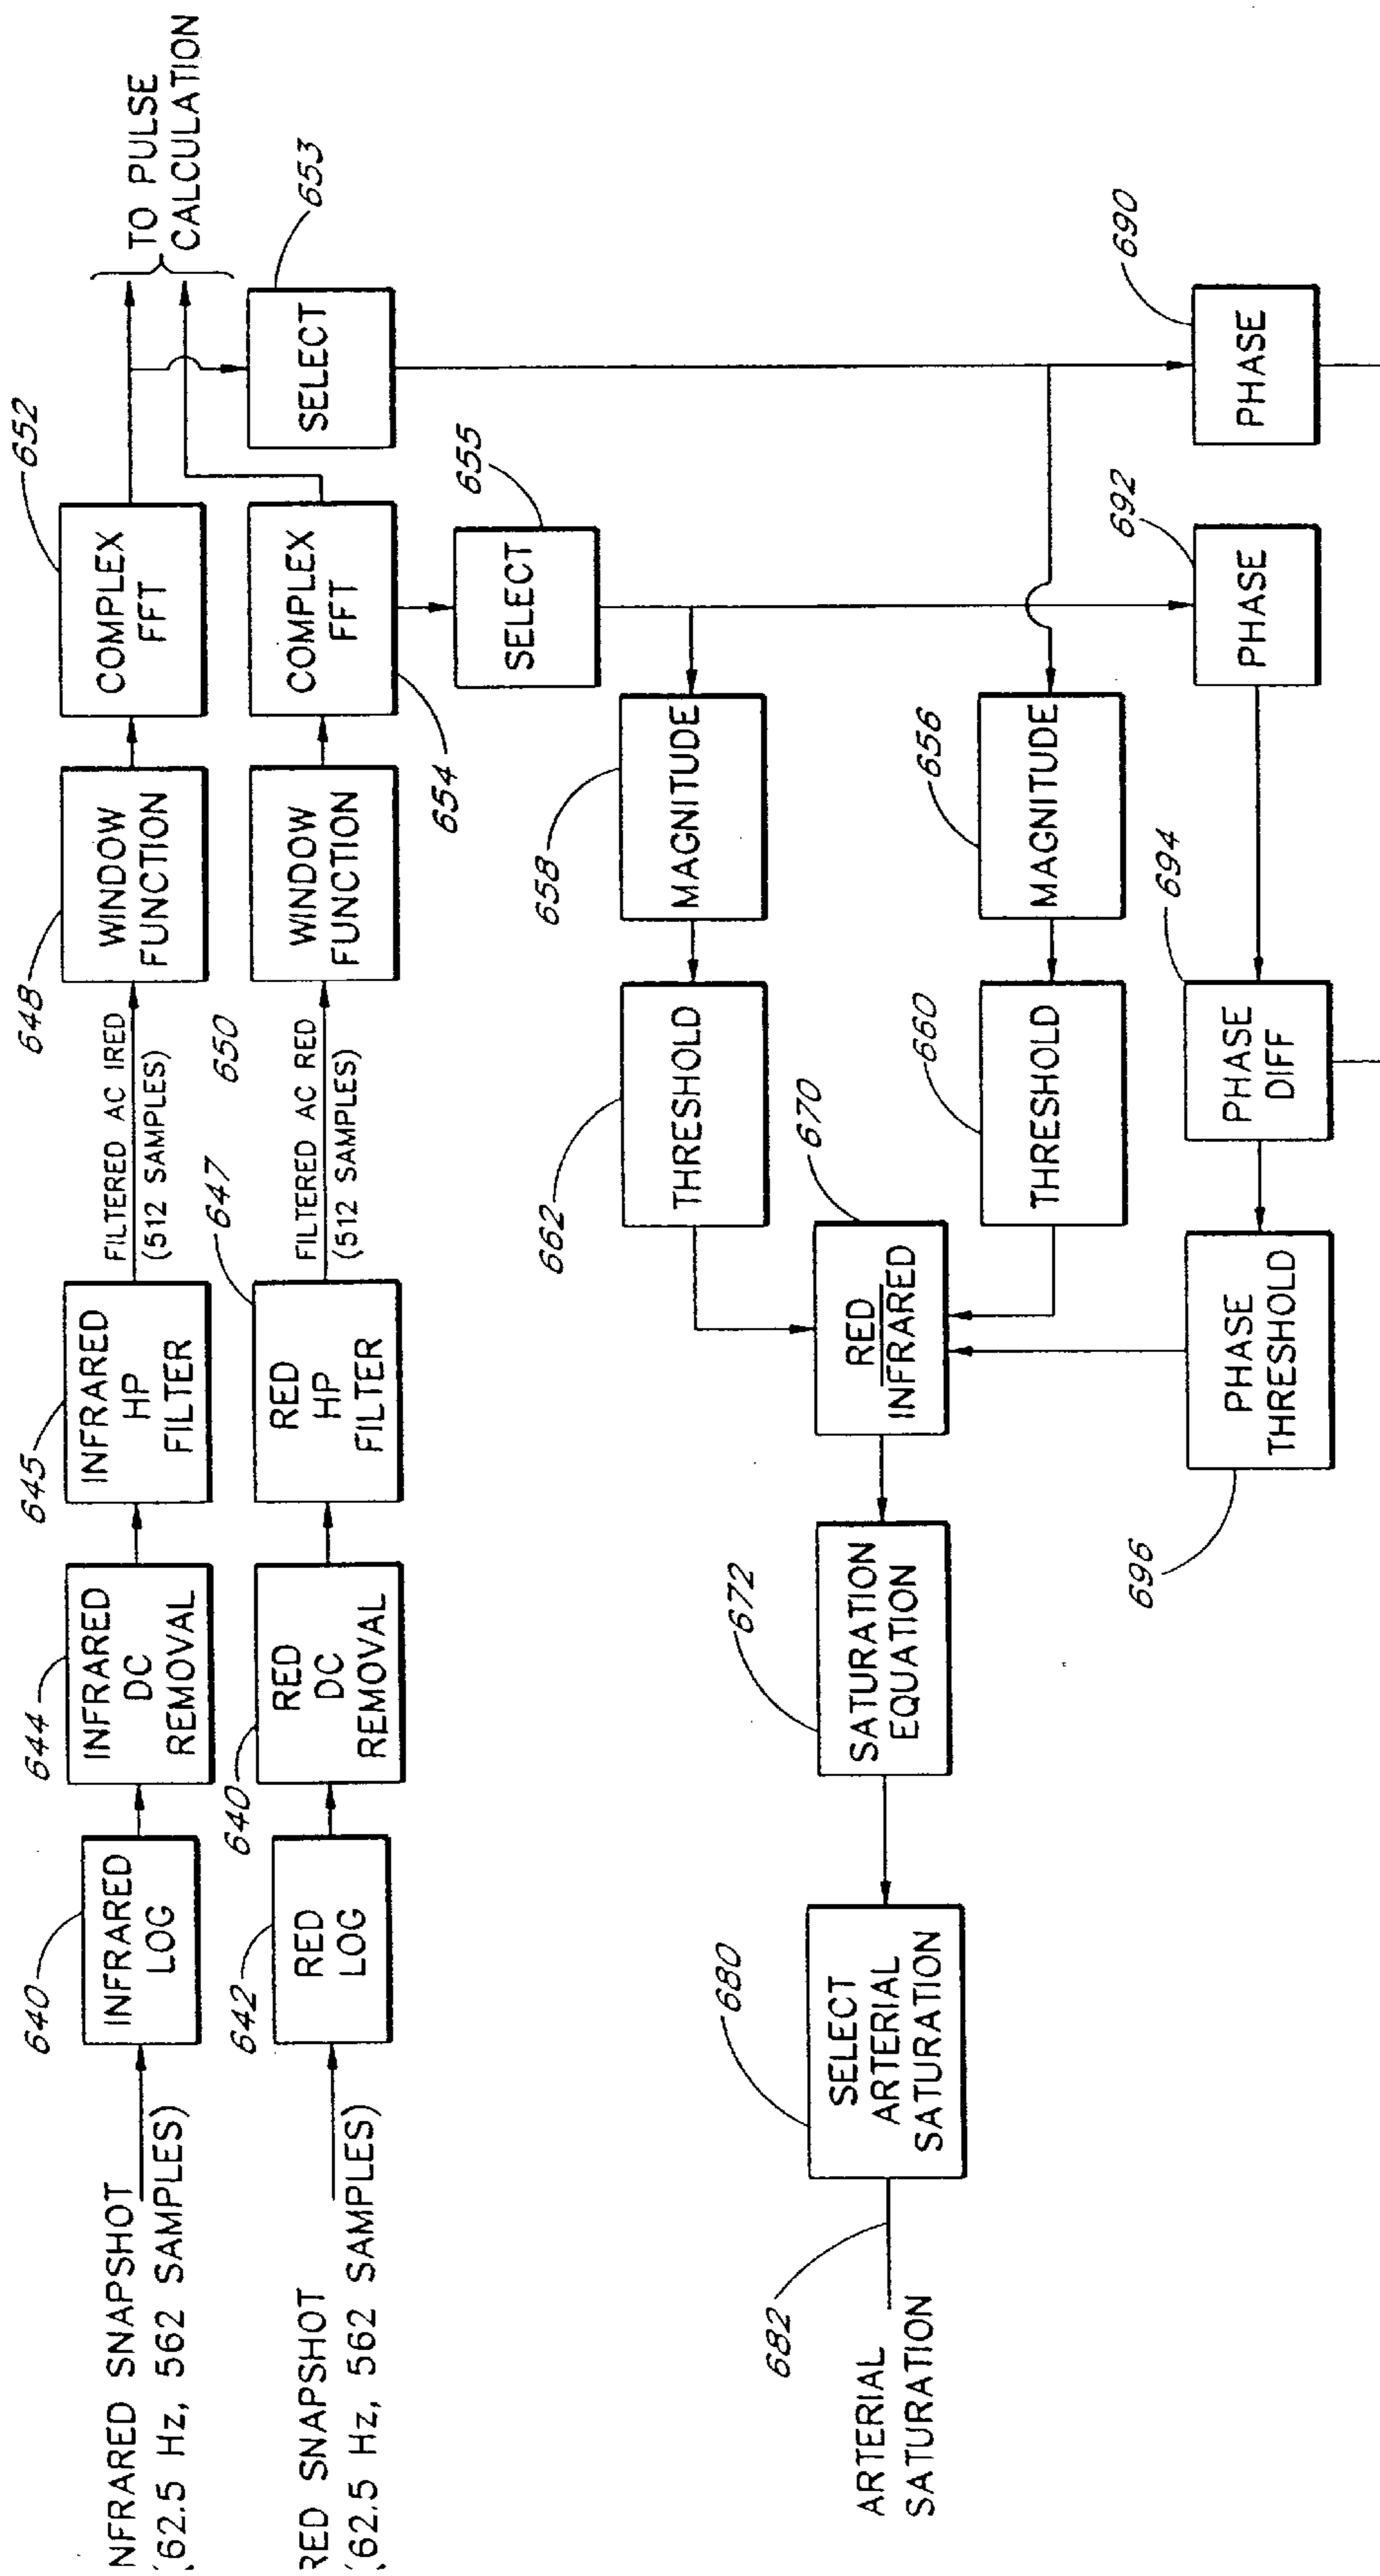 NFRARED SNAPSHOT
(62.5 Hz, 562 SAMPLES)
640
INFRARED
LOG
644
INFRARED
DC
REMOVAL
645
INFRARED
HP
FILTER
FILTERED AC IRED
(512 SAMPLES)
648
WINDOW
FUNCTION
652
COMPLEX
FFT
TO PULSE
CALCULATION
RED SNAPSHOT
(62.5 Hz, 562 SAMPLES)
642
RED
LOG
640
RED
DC
REMOVAL
647
RED
HP
FILTER
FILTERED AC RED
(512 SAMPLES)
650
WINDOW
FUNCTION
654
COMPLEX
FFT
653
SELECT
655
SELECT
662
THRESHOLD
658
MAGNITUDE
682
ARTERIAL
SATURATION
680
SELECT
ARTERIAL
SATURATION
672
SATURATION
EQUATION
670
RED
INFRARED
660
THRESHOLD
656
MAGNITUDE
696
PHASE
THRESHOLD
694
PHASE
DIFF
692
PHASE
690
PHASE